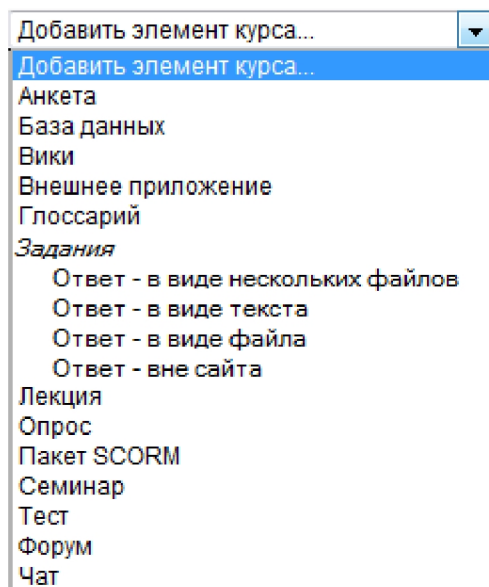 Добавить элемент курса...
Добавить элемент курса...
Анкета
База данных
Вики
Внешнее приложение
Глоссарий
Задания
Ответ - в виде нескольких файлов
Ответ - в виде текста
Ответ - в виде файла
Ответ - вне сайта
Лекция
Опрос
Пакет SCORM
Семинар
Тест
Форум
Чат